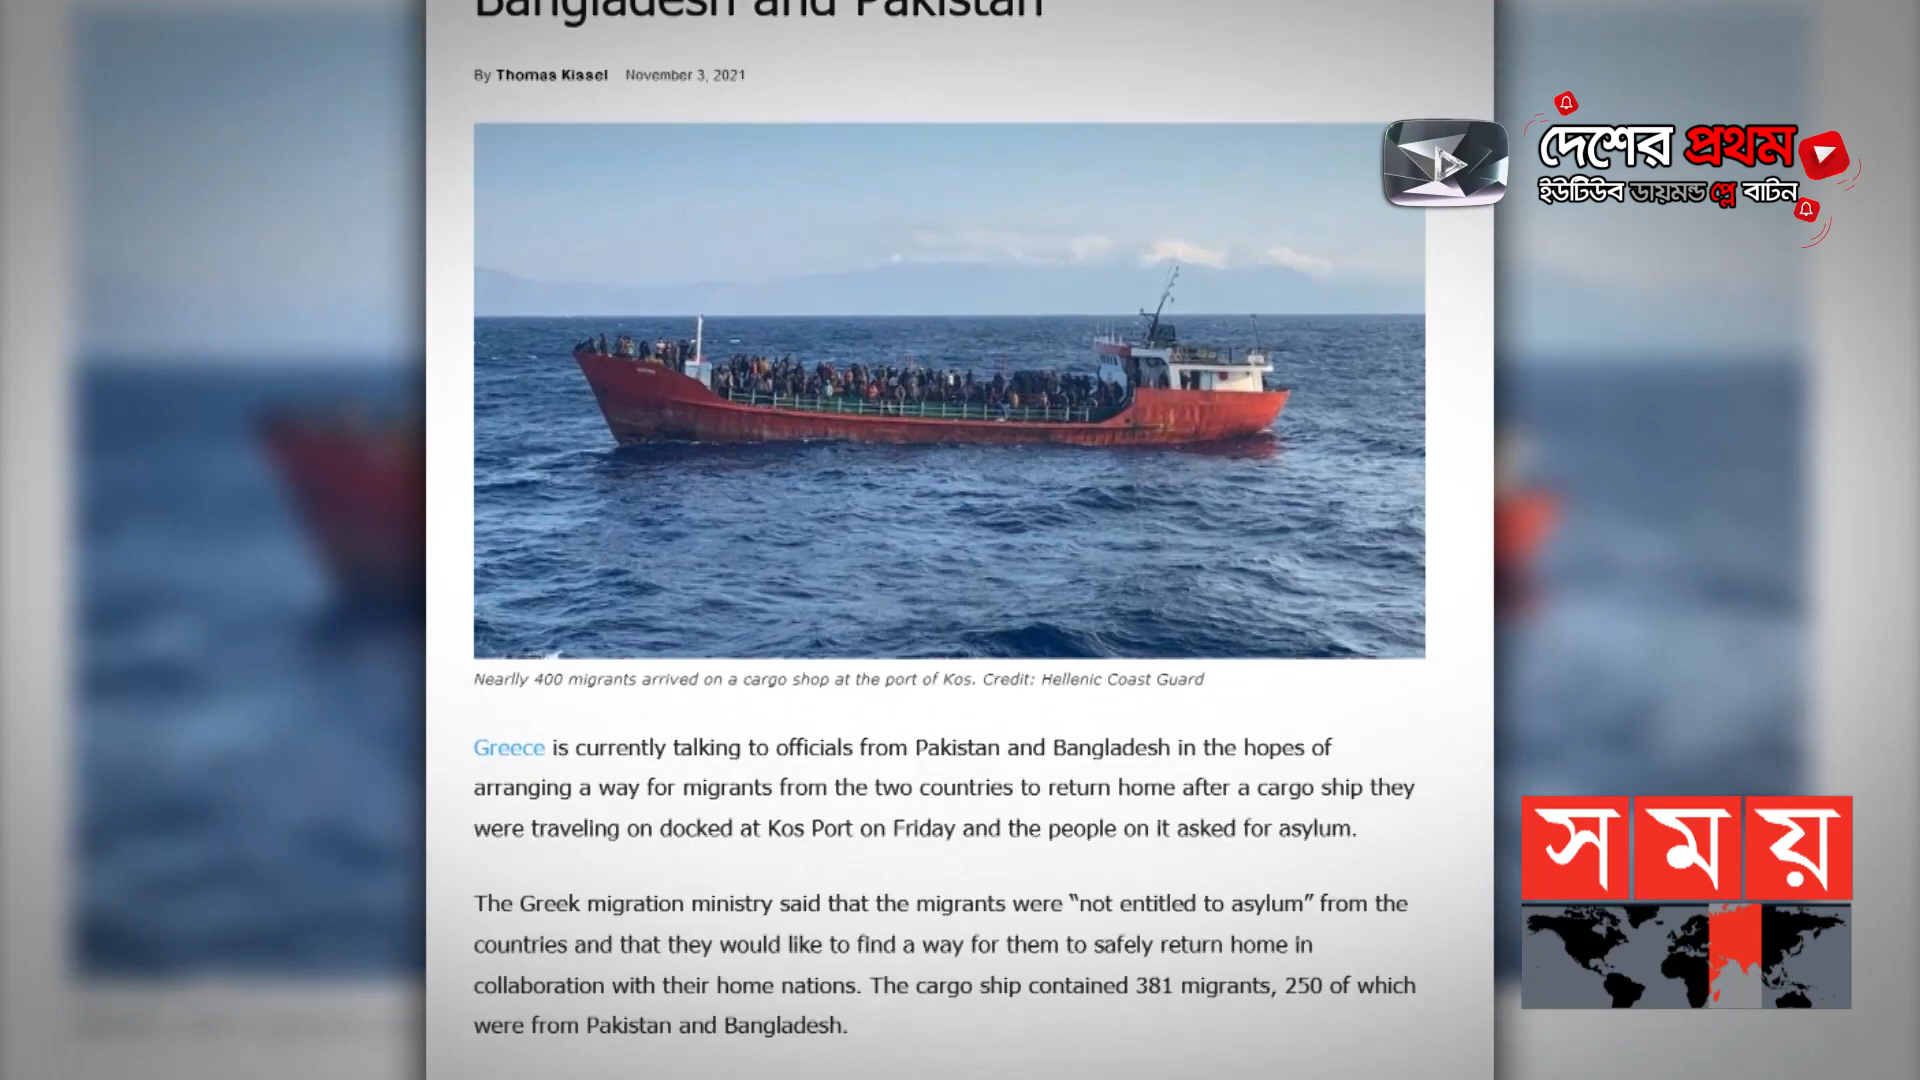 Bangladesh and Pakistan
By Thomas Kissel November 3, 2021
দেশের প্রথম
ইউটিউব ডায়মন্ড প্লে বাটন
Nearlly 400 migrants arrived on a cargo shop at the port of Kos. Credit: Hellenic Coast Guard
Greece is currently talking to officials from Pakistan and Bangladesh in the hopes of
arranging a way for migrants from the two countries to return home after a cargo ship they
were traveling on docked at Kos Port on Friday and the people on it asked for asylum.
The Greek migration ministry said that the migrants were “not entitled to asylum” from the
countries and that they would like to find a way for them to safely return home in
collaboration with their home nations. The cargo ship contained 381 migrants, 250 of which
were from Pakistan and Bangladesh.
সময়